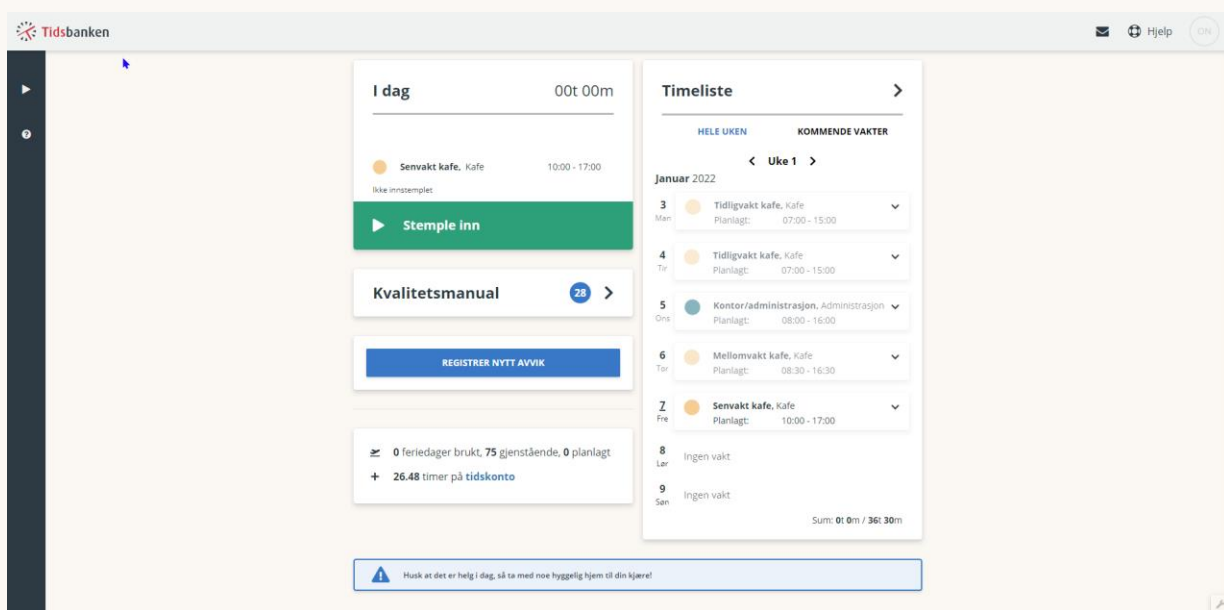 Tidsbanken
Hjelp
ON
I dag 00t 00m
Senvakt kafe, Kafe 10:00 - 17:00
Ikke innstemplet
Stemple inn
Kvalitetsmanual 28
REGISTRER NYTT AVVIK
0 feriedager brukt, 75 gjenstående, 0 planlagt
26.48 timer på tidskonto
Timeliste
HELE UKEN KOMMENDE VAKTER
Uke 1
Januar 2022
3 Tidligvakt kafe, Kafe
Man Planlagt: 07:00 - 15:00
4 Tidligvakt kafe, Kafe
Tir Planlagt: 07:00 - 15:00
5 Kontor/administrasjon, Administrasjon
Ons Planlagt: 08:00 - 16:00
6 Mellomvakt kafe, Kafe
Tor Planlagt: 08:30 - 16:30
7 Senvakt kafe, Kafe
Fre Planlagt: 10:00 - 17:00
8 Ingen vakt
Lør
9 Ingen vakt
Søn
Sum: 0t 0m / 36t 30m
Husk at det er helg i dag, så ta med noe hyggelig hjem til din kjære!